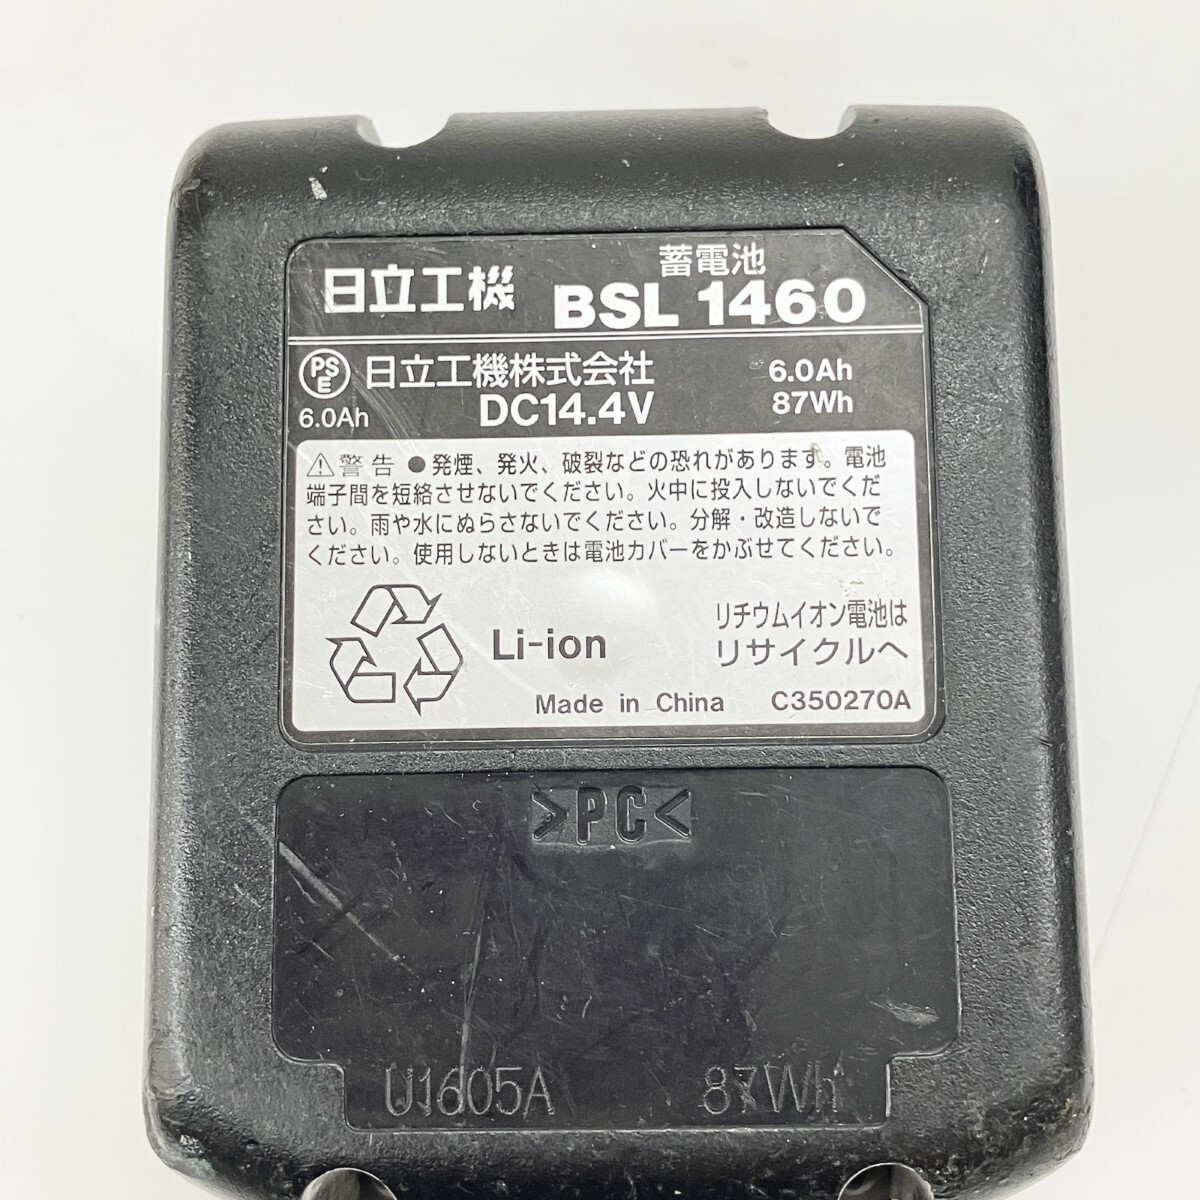 日立工機
蓄電池
BSL 1460
PSE 日立工機株式会社 6.0Ah
6.0Ah DC14.4V 87Wh
⚠警告 ●発煙、発火、破裂などの恐れがあります。電池
端子間を短絡させないでください。火中に投入しないでくだ
さい。雨や水にぬらさないでください。分解・改造しないで
ください。使用しないときは電池カバーをかぶせてください。
Li-ion
リチウムイオン電池は
リサイクルへ
Made in China C350270A
>PC<
U1605A 87Wh